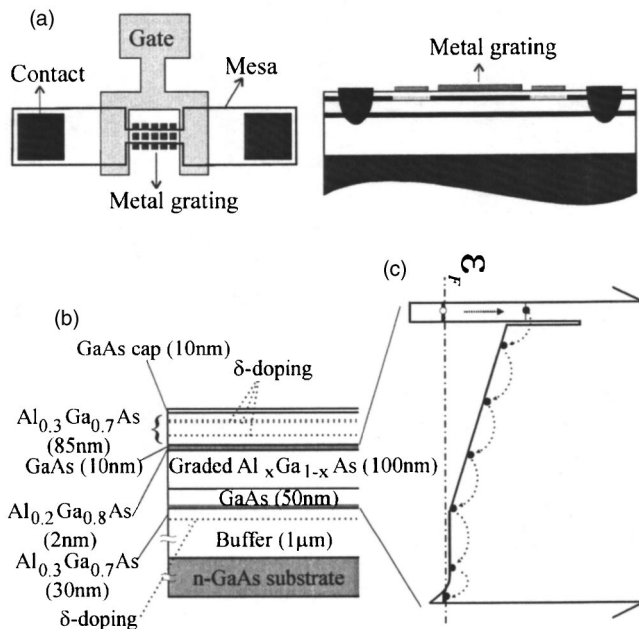 (a)
Gate
Contact
Mesa
Metal grating
Metal grating
(b)
GaAs cap (10nm)
δ-doping
Al0.3Ga0.7As
(85nm)
GaAs (10nm)
Graded AlxGa1-xAs (100nm)
GaAs (50nm)
Al0.2Ga0.8As
(2nm)
Buffer (1μm)
Al0.3Ga0.7As
(30nm)
n-GaAs substrate
δ-doping
(c)
εF